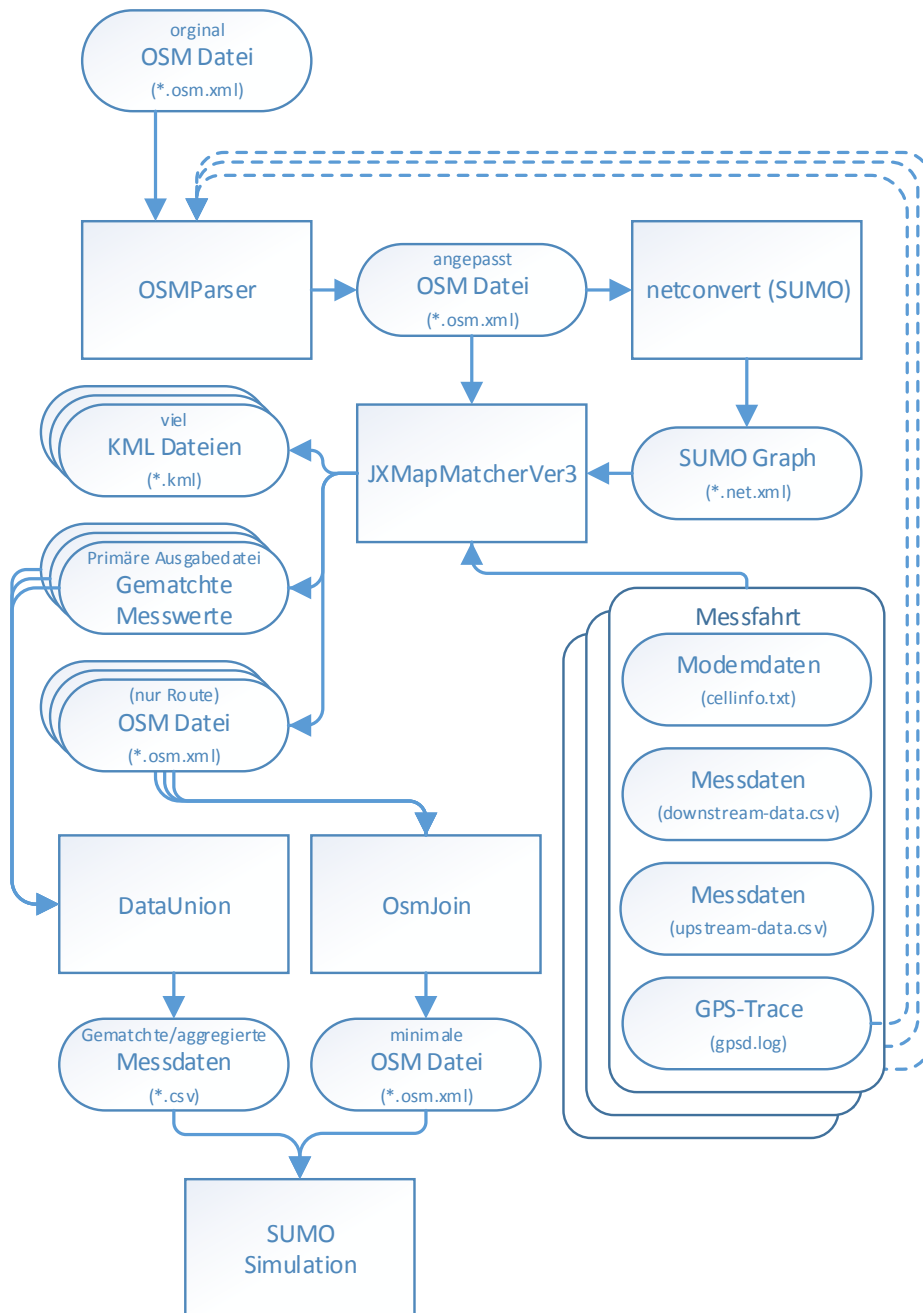 orginal
OSM Datei
(*.osm.xml)
OSMParser
angepasst
OSM Datei
(*.osm.xml)
netconvert (SUMO)
viel
KML Dateien
(*.kml)
JXMapMatcherVer3
SUMO Graph
(*.net.xml)
Primäre Ausgabedatei
Gematchte
Messwerte
(nur Route)
OSM Datei
(*.osm.xml)
Messfahrt
Modemdaten
(cellinfo.txt)
Messdaten
(downstream-data.csv)
Messdaten
(upstream-data.csv)
GPS-Trace
(gpsd.log)
DataUnion
OsmJoin
Gematchte/aggregierte
Messdaten
(*.csv)
minimale
OSM Datei
(*.osm.xml)
SUMO
Simulation